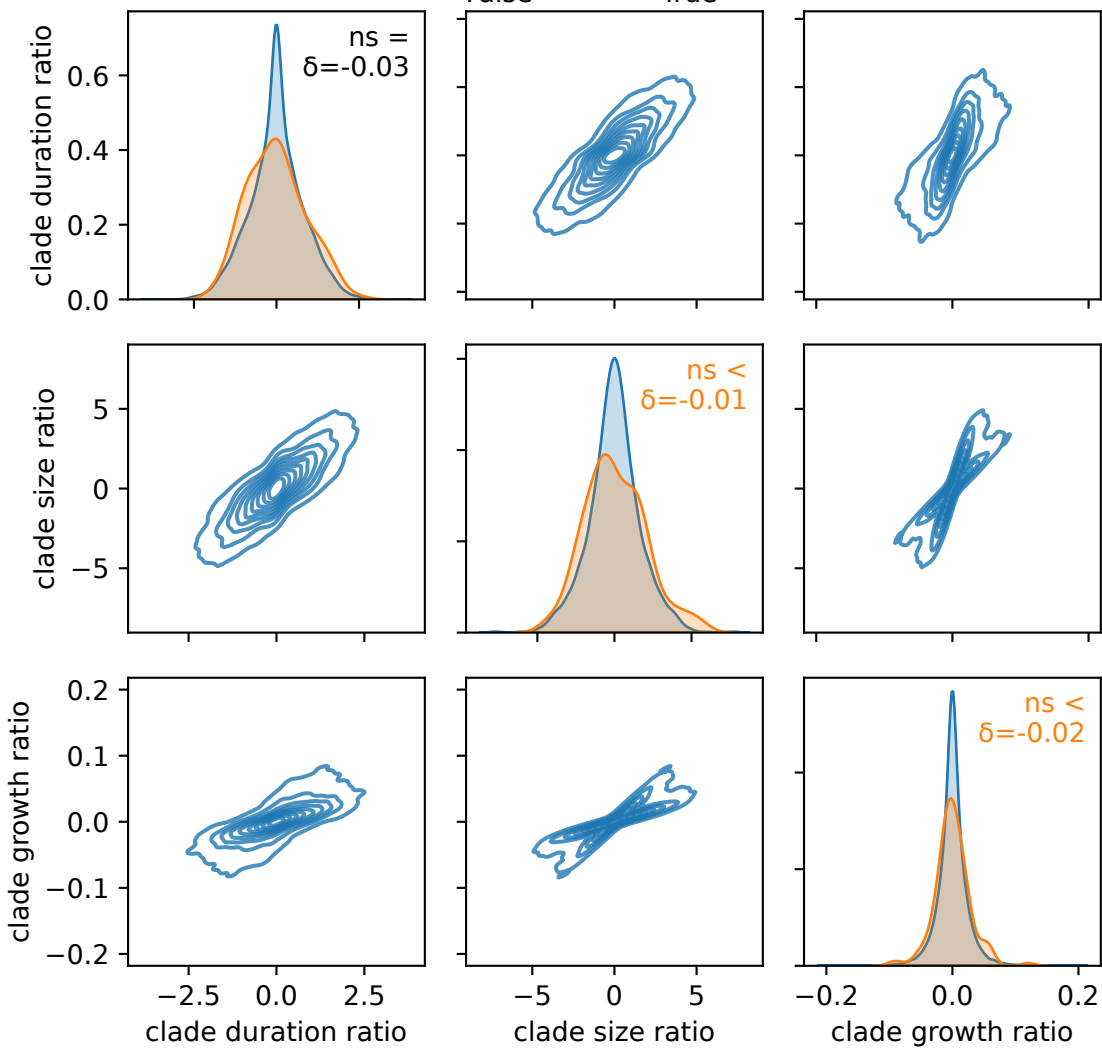 clade duration ratio
0.6
0.4
0.2
0.0
ns =
δ=-0.03
clade size ratio
5
0
−5
ns <
δ=-0.01
clade growth ratio
0.2
0.1
0.0
−0.1
−0.2
ns <
δ=-0.02
−2.5 0.0 2.5
−5 0 5
−0.2 0.0 0.2
clade duration ratio
clade size ratio
clade growth ratio